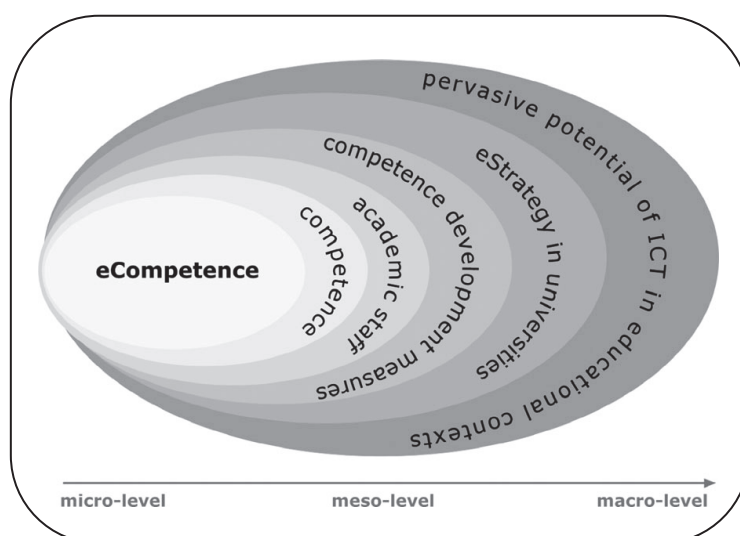 eCompetence
competence
academic staff
competence development measures
eStrategy in universities
pervasive potential of ICT in educational contexts
micro-level meso-level macro-level